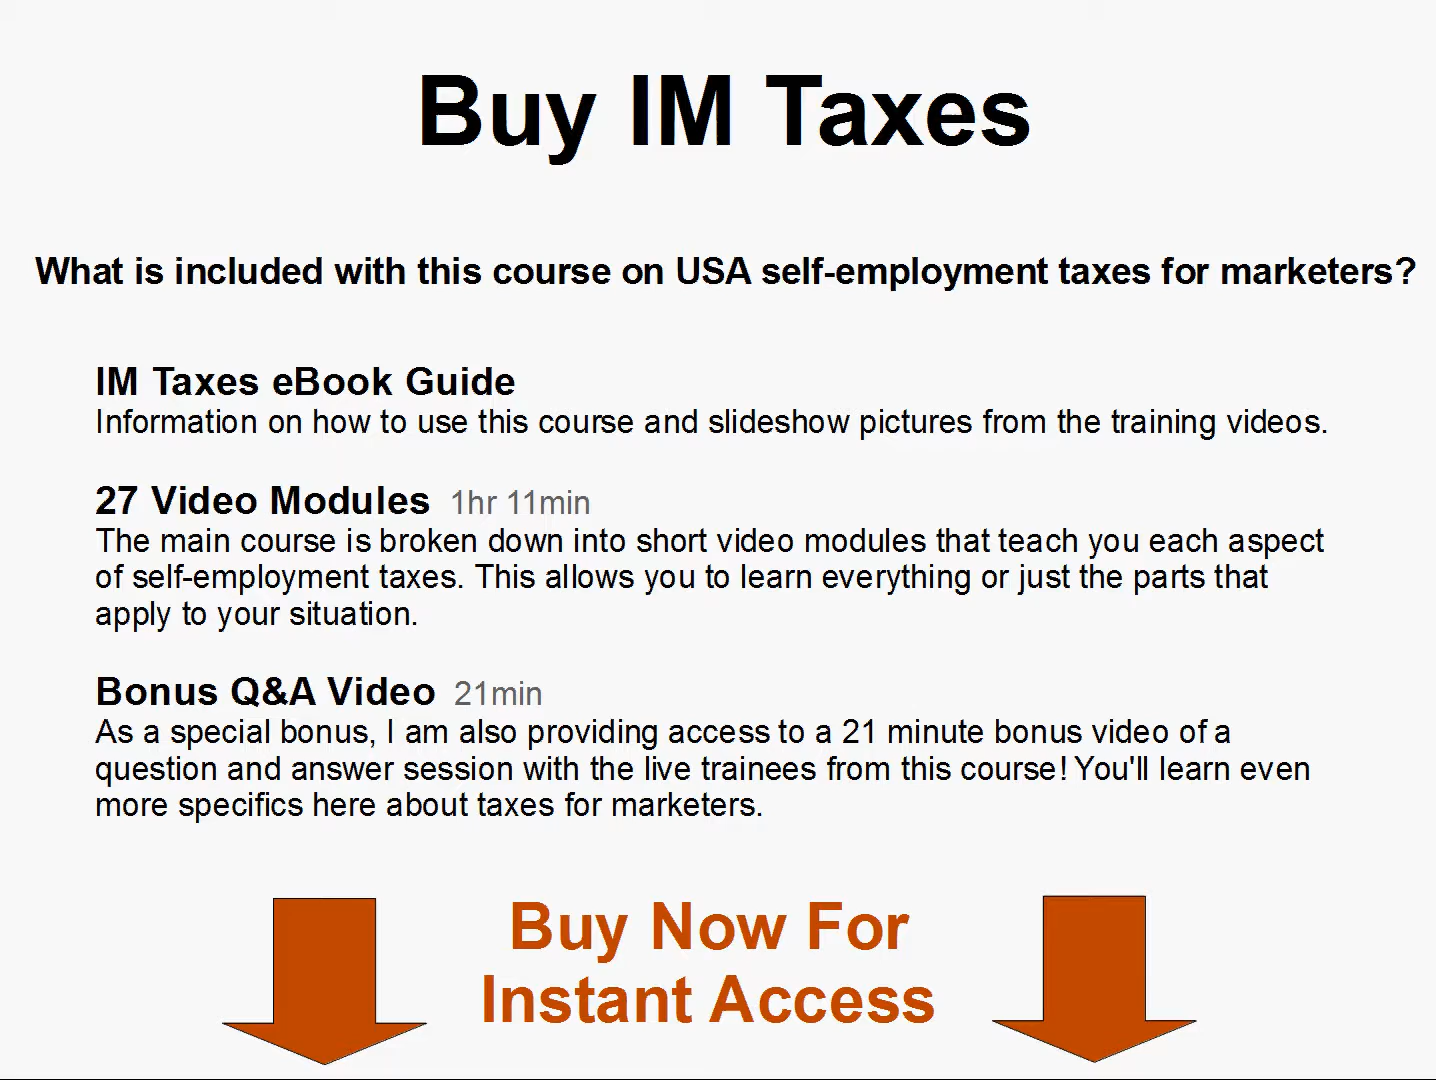 Buy IM Taxes
What is included with this course on USA self-employment taxes for marketers?
IM Taxes eBook Guide
Information on how to use this course and slideshow pictures from the training videos.
27 Video Modules 1hr 11min
The main course is broken down into short video modules that teach you each aspect
of self-employment taxes. This allows you to learn everything or just the parts that
apply to your situation.
Bonus Q&A Video 21min
As a special bonus, I am also providing access to a 21 minute bonus video of a
question and answer session with the live trainees from this course! You'll learn even
more specifics here about taxes for marketers.
Buy Now For
Instant Access